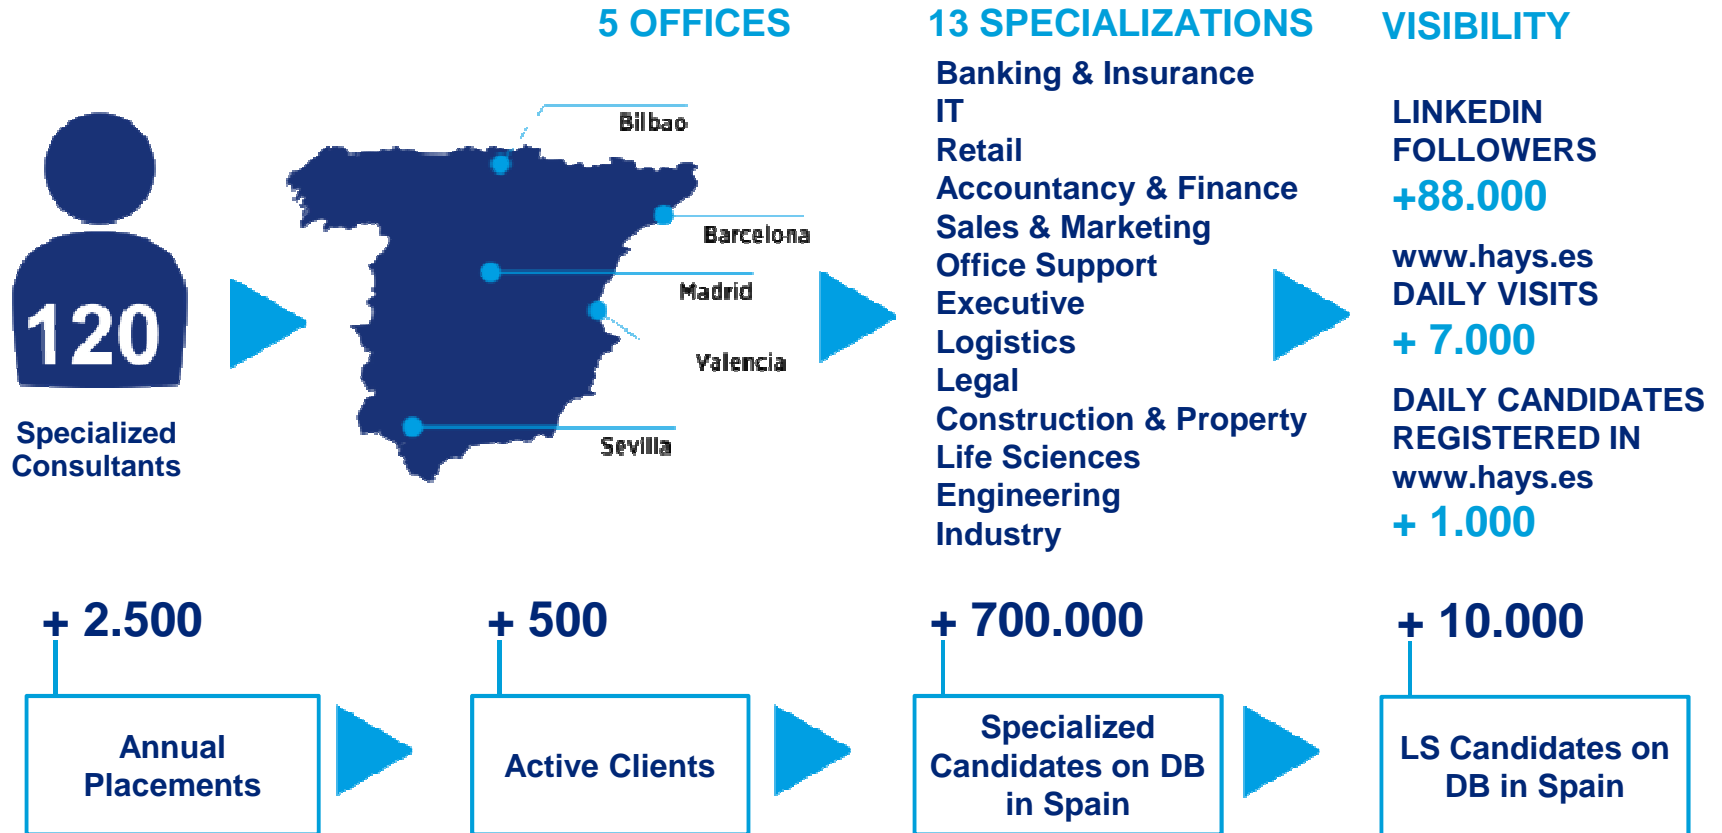 5 OFFICES
13 SPECIALIZATIONS
VISIBILITY
120
Specialized
Consultants
Bilbao
Barcelona
Madrid
Valencia
Sevilla
Banking & Insurance
IT
Retail
Accountancy & Finance
Sales & Marketing
Office Support
Executive
Logistics
Legal
Construction & Property
Life Sciences
Engineering
Industry
LINKEDIN
FOLLOWERS
+88.000
www.hays.es
DAILY VISITS
+ 7.000
DAILY CANDIDATES
REGISTERED IN
www.hays.es
+ 1.000
+ 2.500
Annual
Placements
+ 500
Active Clients
+ 700.000
Specialized
Candidates on DB
in Spain
+ 10.000
LS Candidates on
DB in Spain